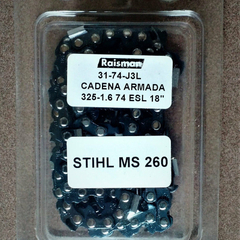 Raisman
31-74-J3L
CADENA ARMADA
325-1.6 74 ESL 18"
STIHL MS 260